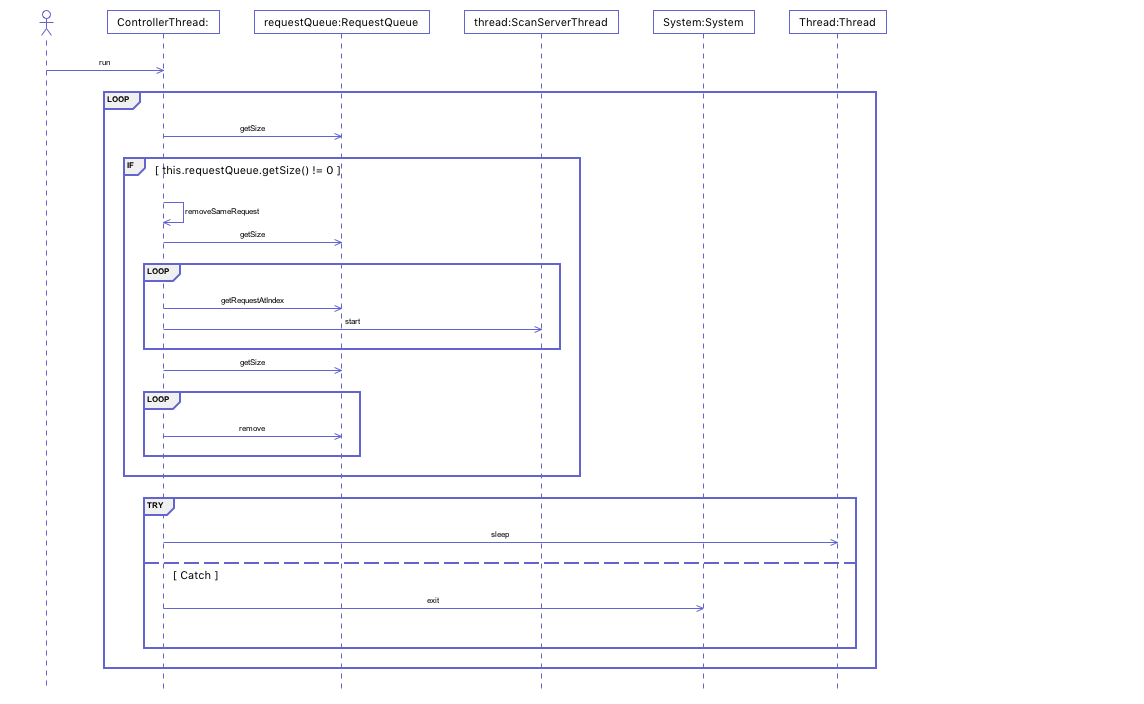 ControllerThread: requestQueue:RequestQueue thread:ScanServerThread System:System Thread:Thread
run
LOOP
getSize
IF
[ this.requestQueue.getSize() != 0 ]
removeSameRequest
getSize
LOOP
getRequestAtIndex
start
getSize
LOOP
remove
TRY
sleep
[ Catch ]
exit